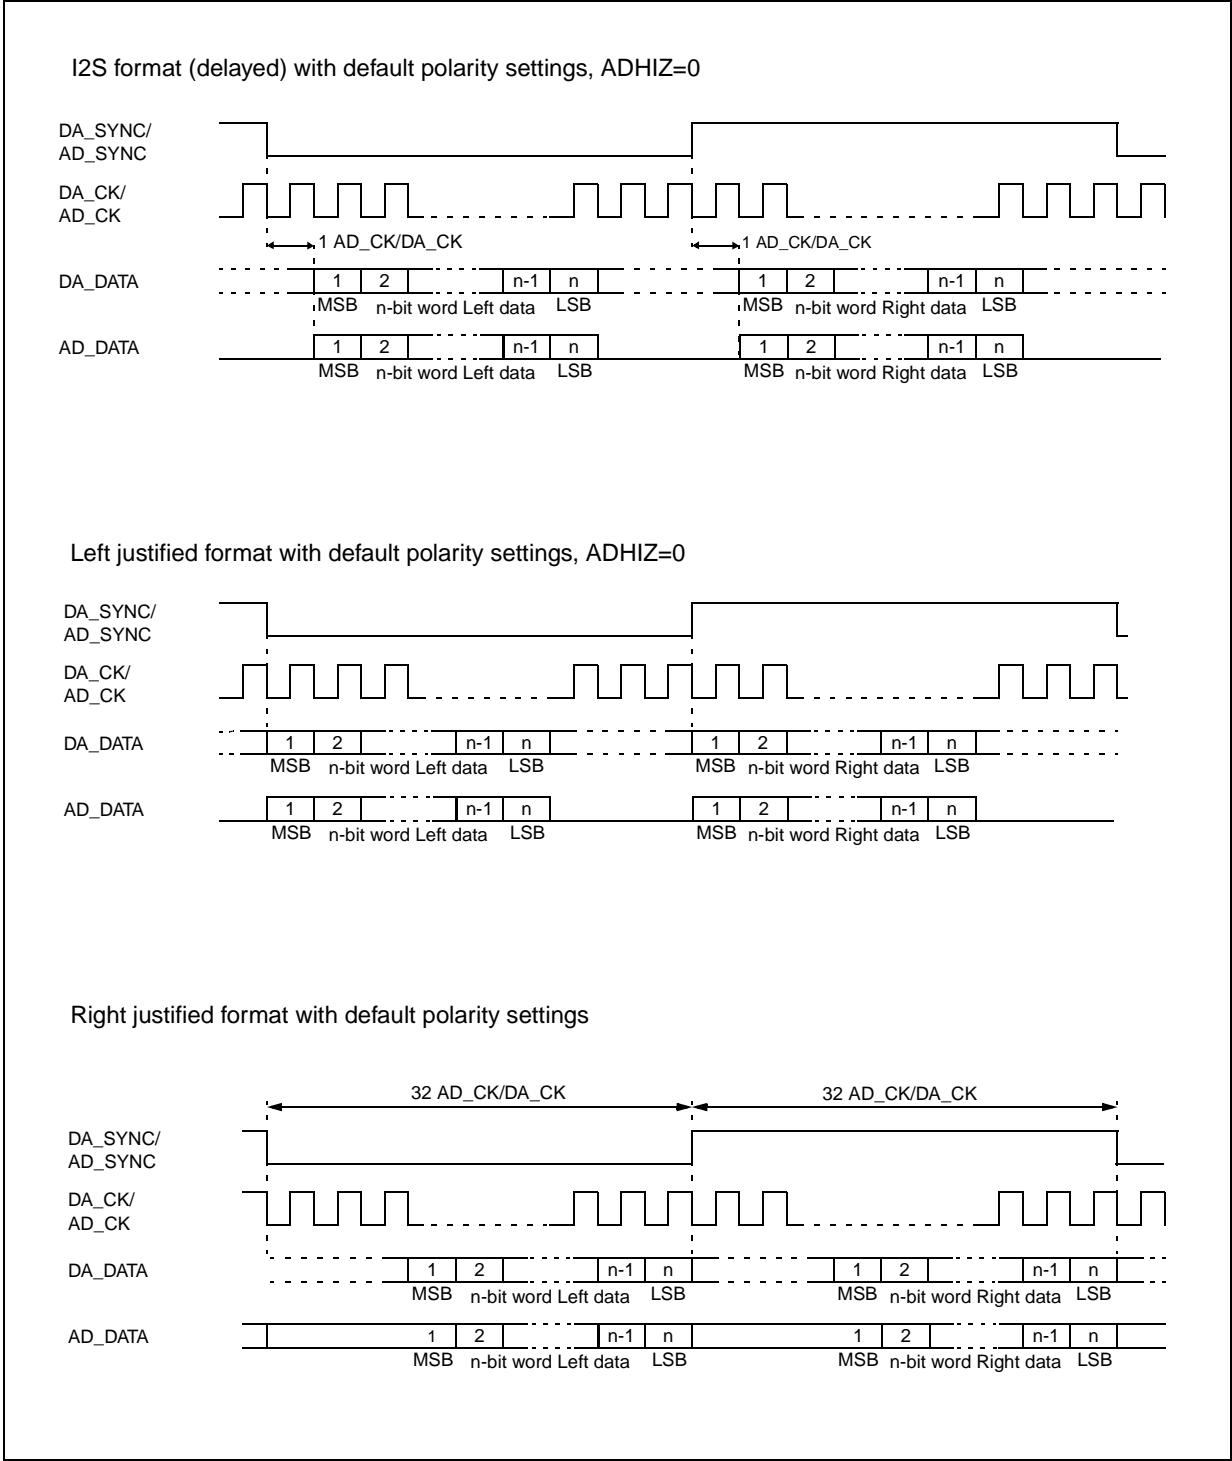 I2S format (delayed) with default polarity settings, ADHIZ=0
DA_SYNC/
AD_SYNC
DA_CK/
AD_CK
1 AD_CK/DA_CK 1 AD_CK/DA_CK
DA_DATA 1 2 n-1 n 1 2 n-1 n
MSB n-bit word Left data LSB MSB n-bit word Right data LSB
AD_DATA 1 2 n-1 n 1 2 n-1 n
MSB n-bit word Left data LSB MSB n-bit word Right data LSB
Left justified format with default polarity settings, ADHIZ=0
DA_SYNC/
AD_SYNC
DA_CK/
AD_CK
DA_DATA 1 2 n-1 n 1 2 n-1 n
MSB n-bit word Left data LSB MSB n-bit word Right data LSB
AD_DATA 1 2 n-1 n 1 2 n-1 n
MSB n-bit word Left data LSB MSB n-bit word Right data LSB
Right justified format with default polarity settings
32 AD_CK/DA_CK 32 AD_CK/DA_CK
DA_SYNC/
AD_SYNC
DA_CK/
AD_CK
DA_DATA 1 2 n-1 n 1 2 n-1 n
MSB n-bit word Left data LSB MSB n-bit word Right data LSB
AD_DATA 1 2 n-1 n 1 2 n-1 n
MSB n-bit word Left data LSB MSB n-bit word Right data LSB